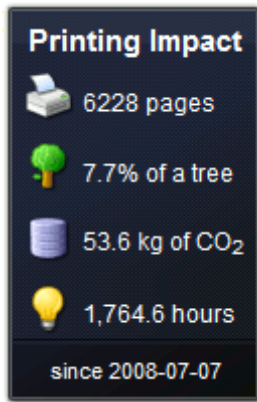 Printing Impact
6228 pages
7.7% of a tree
53.6 kg of CO₂
1,764.6 hours
since 2008-07-07